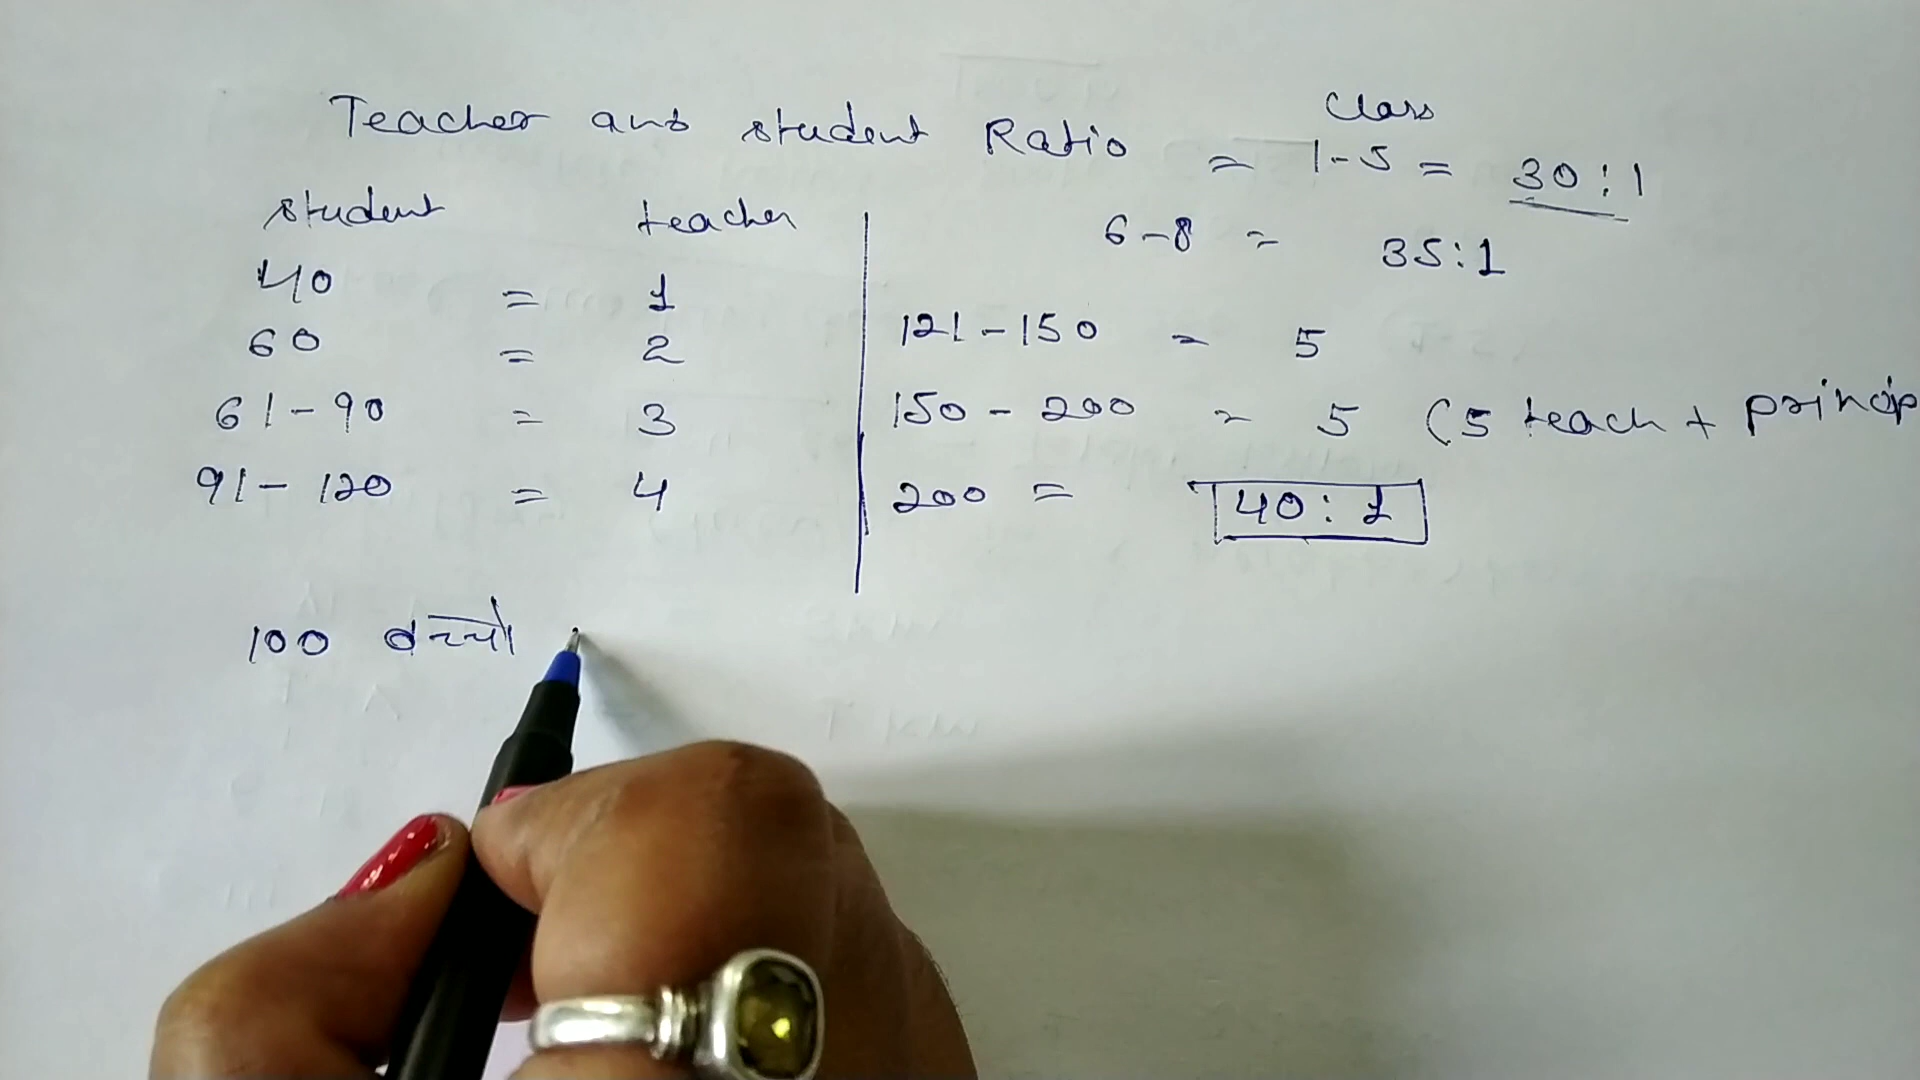 Teacher and student Ratio = Class 1-5 = 30:1
6-8 = 35:1
student teacher
40 = 1
60 = 2
61-90 = 3
91-120 = 4
121-150 = 5
150-200 = 5 (5 teach + princip
200 = 40:1
100 बच्चो